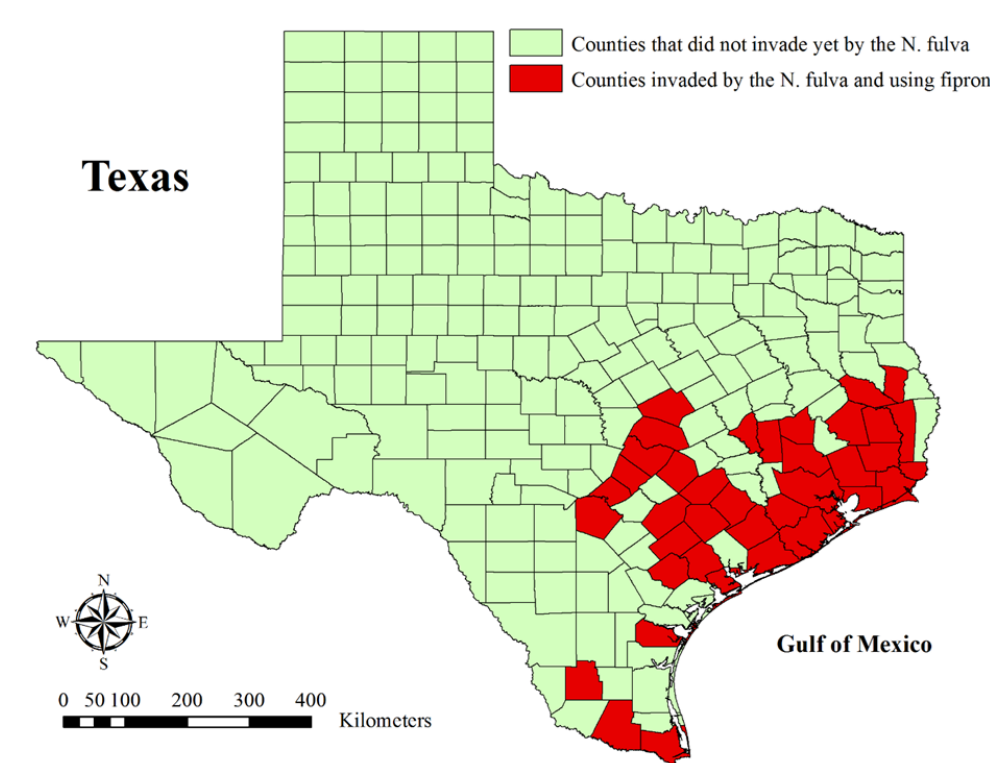 Counties that did not invade yet by the N. fulva
Counties invaded by the N. fulva and using fipron
Texas
N
W E
S
Gulf of Mexico
0 50 100 200 300 400
Kilometers